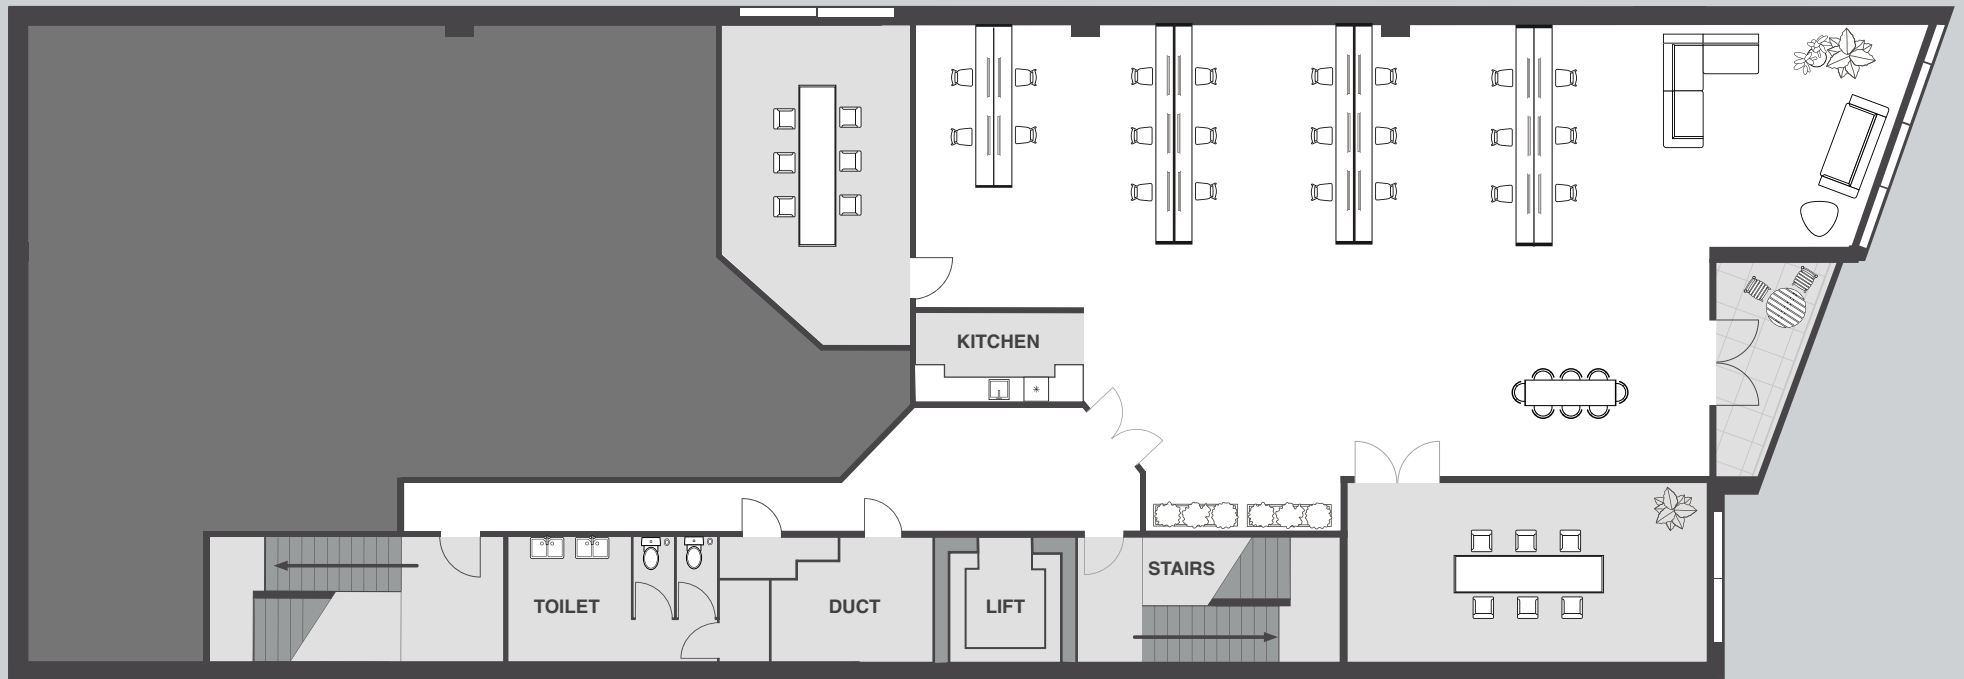 KITCHEN
STAIRS
TOILET
DUCT
LIFT